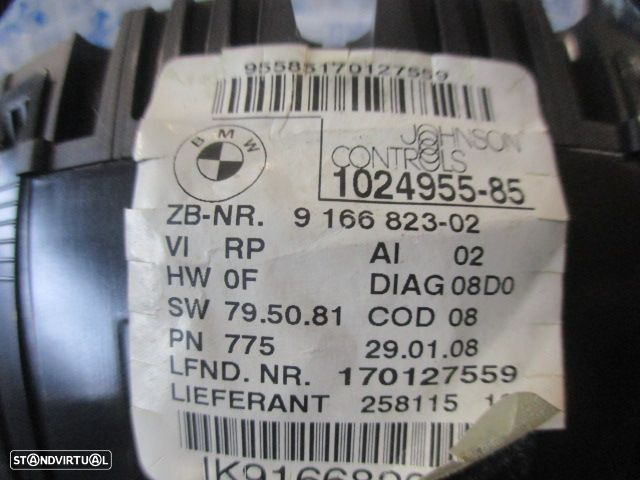 95585170127559
BMW
JOHNSON
CONTROLS
1024955-85
ZB-NR. 9 166 823-02
VI RP AI 02
HW 0F DIAG 08D0
SW 79.50.81 COD 08
PN 775 29.01.08
LFND. NR. 170127559
LIEFERANT 258115
STANDVIRTUAL